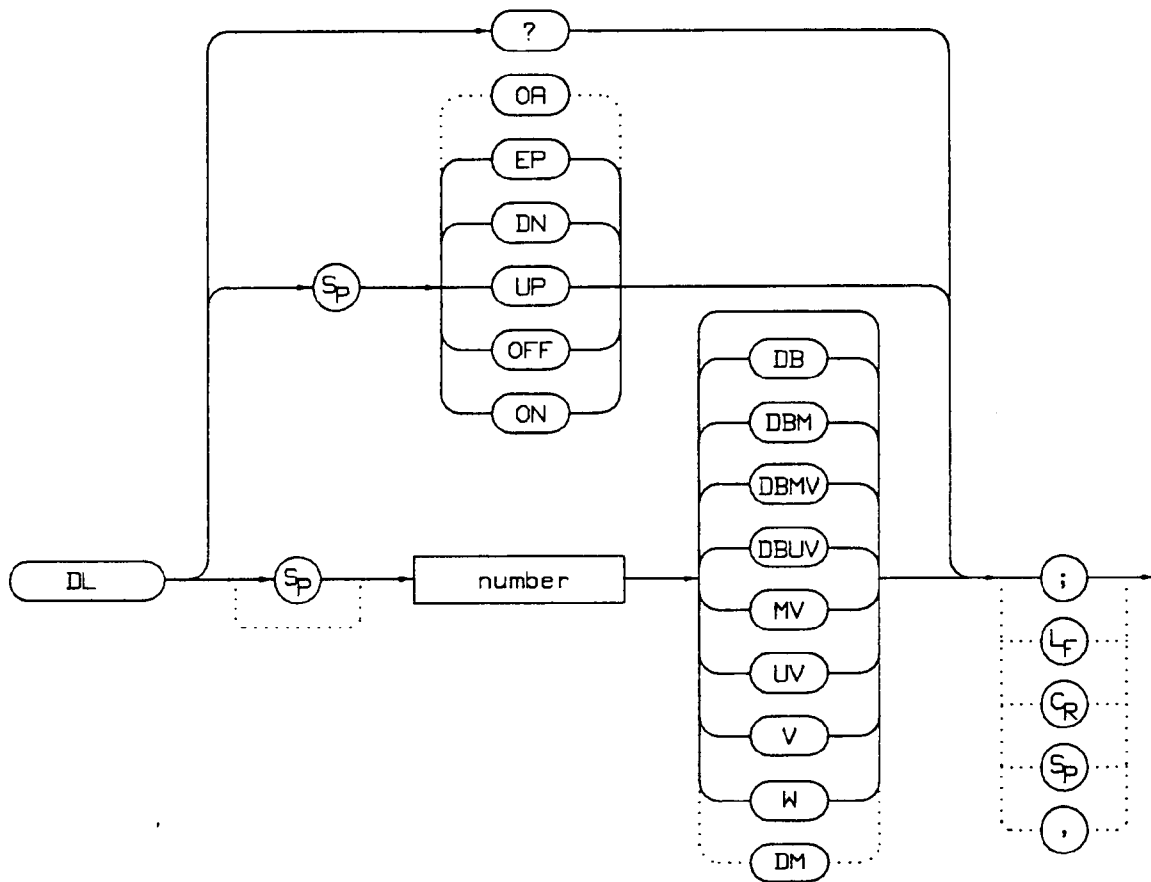 ?
OA
EP
DN
SP
UP
OFF
ON
DB
DBM
DBMV
DBUV
DL
SP
number
MV
UV
V
W
DM
;
LF
CR
SP
,